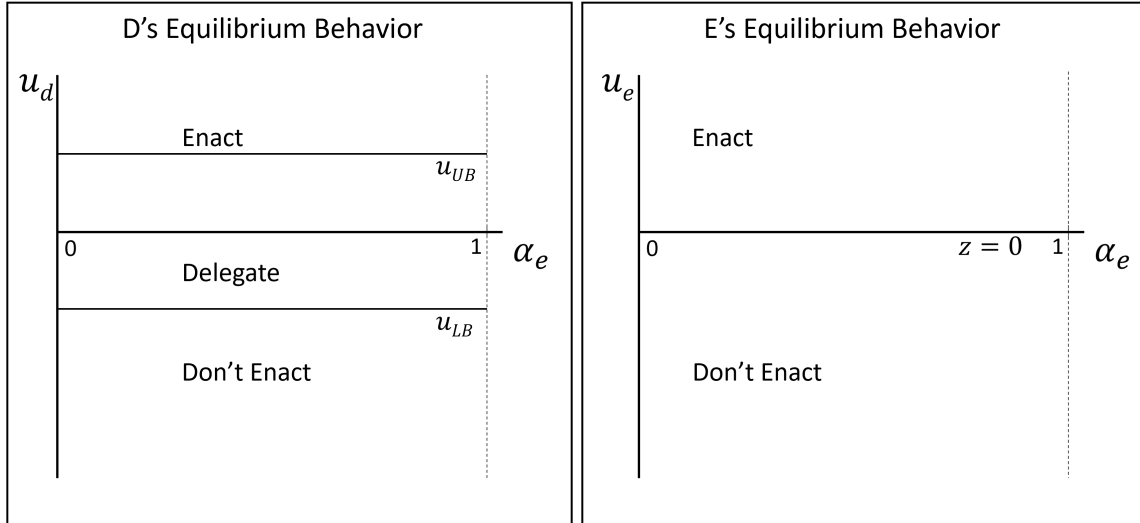 D's Equilibrium Behavior
u_d
Enact
u_UB
0
1
α_e
Delegate
u_LB
Don't Enact
E's Equilibrium Behavior
u_e
Enact
0
z = 0
1
α_e
Don't Enact